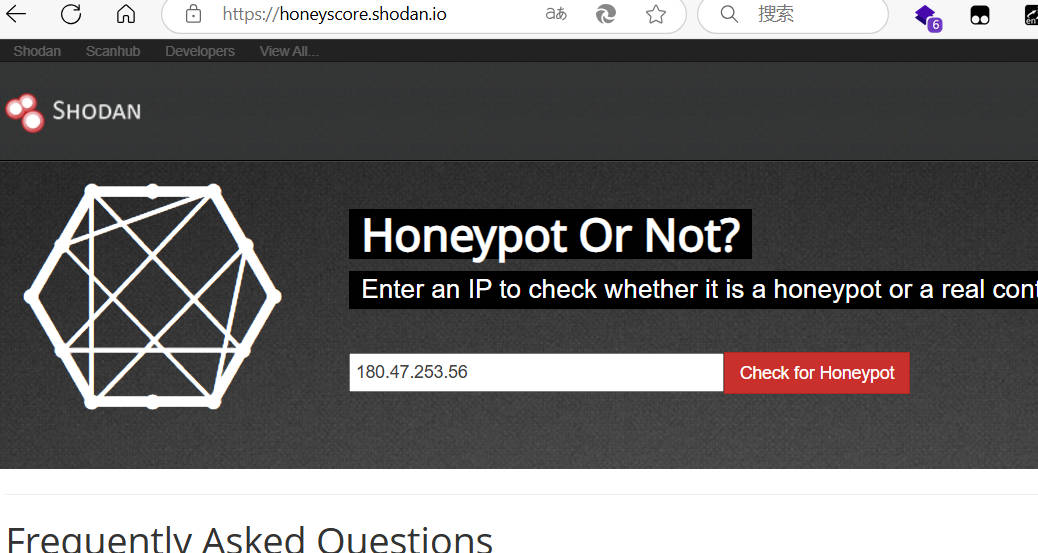 https://honeyscore.shodan.io
aあ
搜索
6
en
Shodan Scanhub Developers View All...
SHODAN
Honeypot Or Not?
Enter an IP to check whether it is a honeypot or a real
180.47.253.56 Check for Honeypot
Frequently Asked Questions